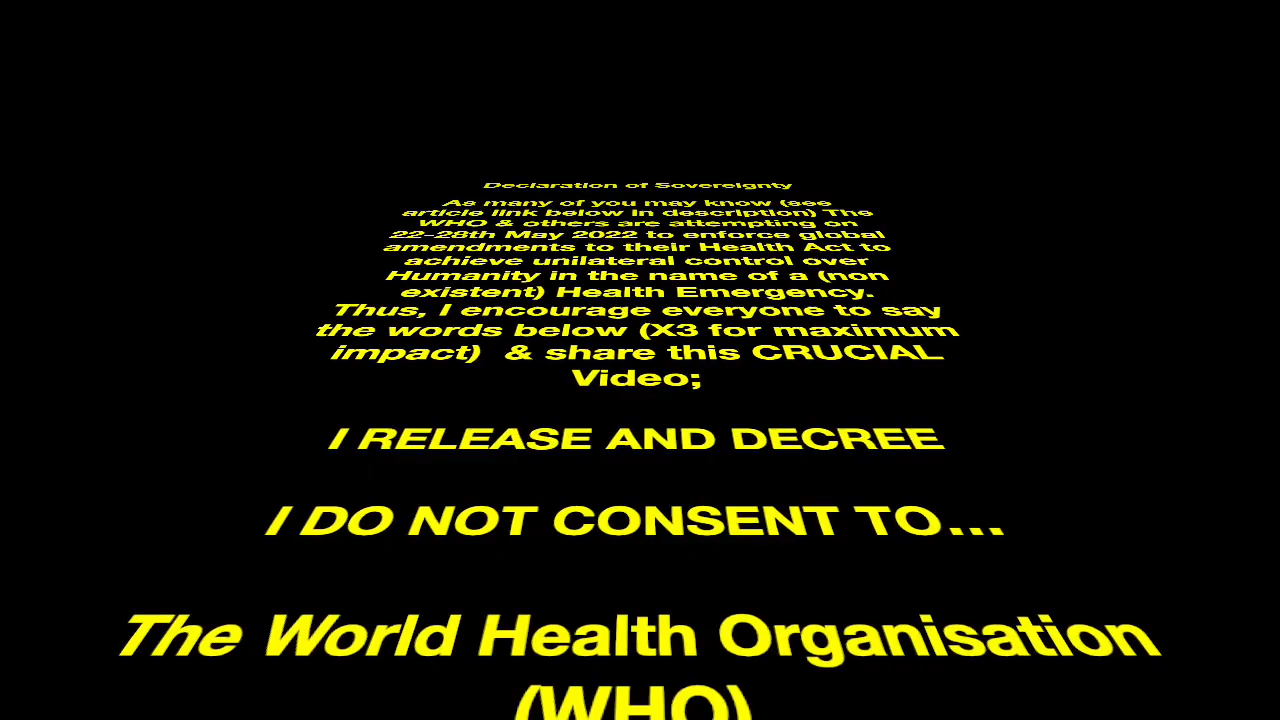 Declaration of Sovereignty
As many of you may know (see
article link below in description) The
WHO & others are attempting on
22-28th May 2022 to enforce global
amendments to their Health Act to
achieve unilateral control over
Humanity in the name of a (non
existent) Health Emergency.
Thus, I encourage everyone to say
the words below (X3 for maximum
impact)  & share this CRUCIAL
Video;
I RELEASE AND DECREE
I DO NOT CONSENT TO...
The World Health Organisation
(WHO)